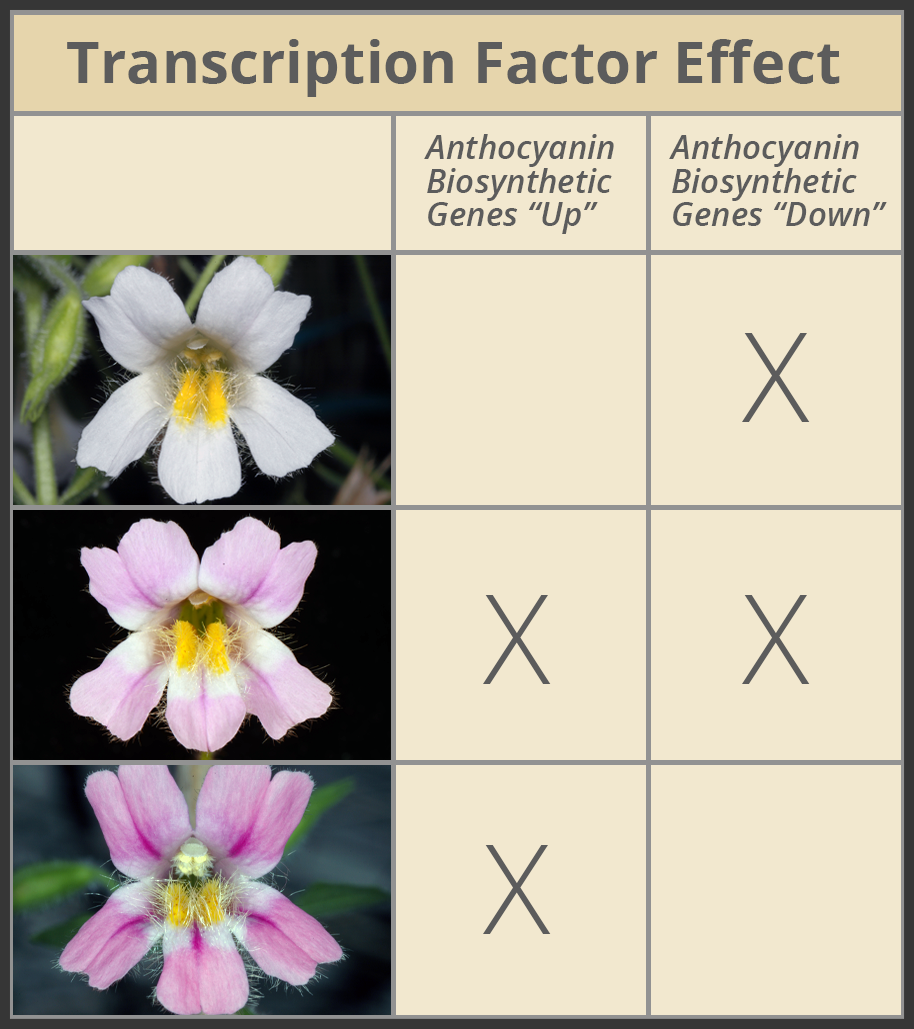 Transcription Factor Effect
Anthocyanin
Biosynthetic
Genes “Up”
Anthocyanin
Biosynthetic
Genes “Down”
X
X
X
X